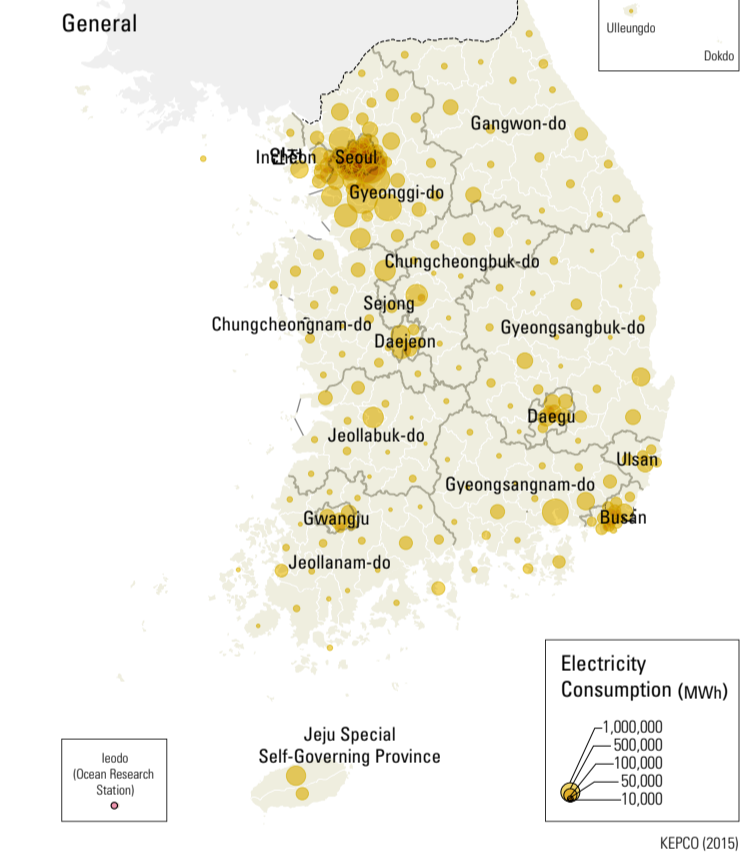 General
Ulleungdo
Dokdo
Gangwon-do
Incheon
Seoul
Gyeonggi-do
Chungcheongbuk-do
Sejong
Chungcheongnam-do
Daejeon
Gyeongsangbuk-do
Daegu
Jeollabuk-do
Ulsan
Gyeongsangnam-do
Gwangju
Busan
Jeollanam-do
Electricity
Consumption (MWh)
1,000,000
500,000
100,000
50,000
10,000
Jeju Special
Self-Governing Province
Ieodo
(Ocean Research
Station)
KEPCO (2015)